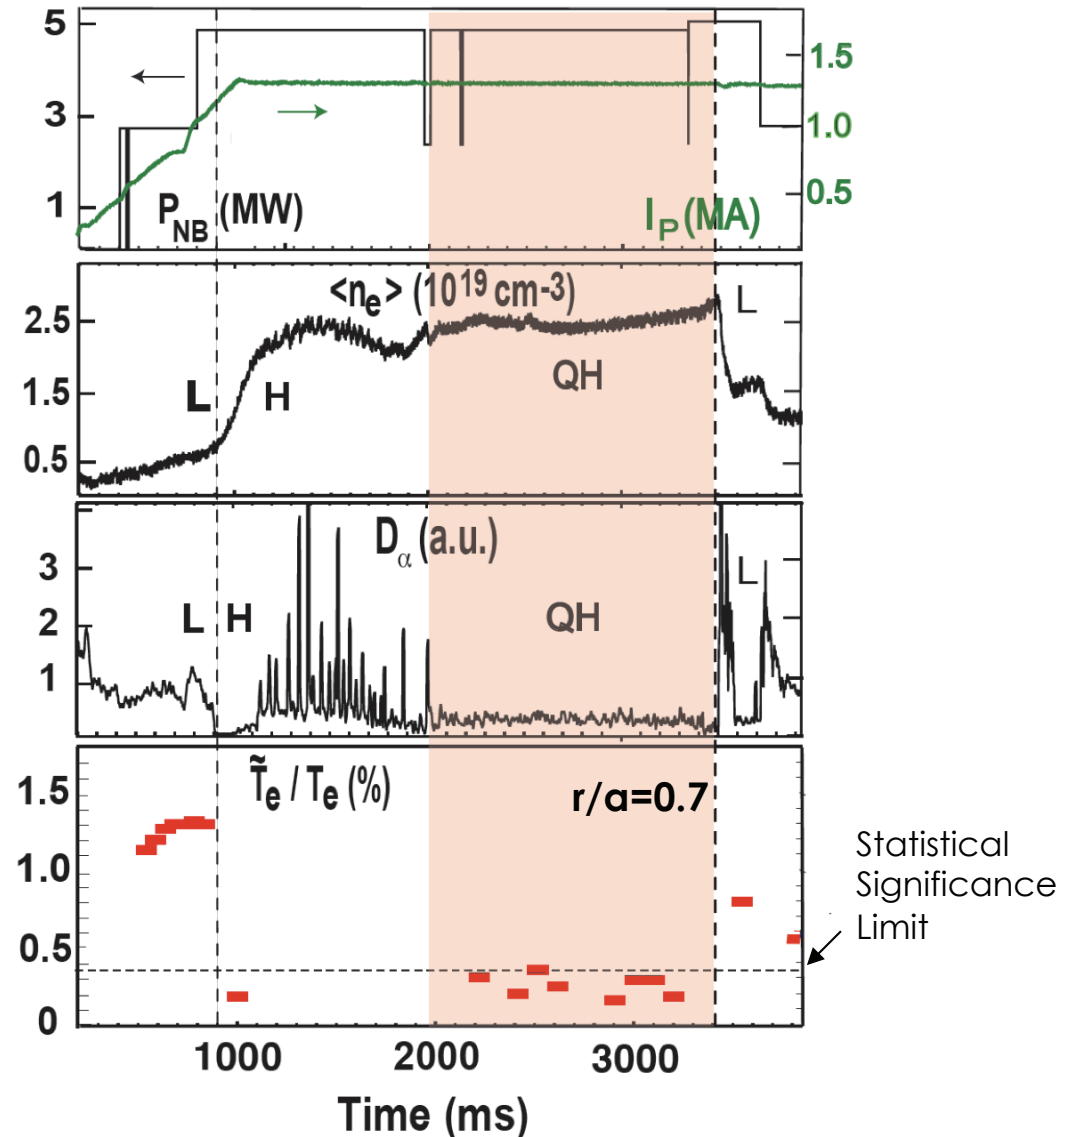 5
3
1
1.5
1.0
0.5
P_NB (MW)
I_P (MA)
<n_e> (10^19 cm-3)
2.5
1.5
0.5
L
H
QH
L
D_α (a.u.)
3
2
1
L
H
QH
L
T̃_e / T_e (%)
r/a=0.7
1.5
1.0
0.5
0
Statistical
Significance
Limit
1000 2000 3000
Time (ms)